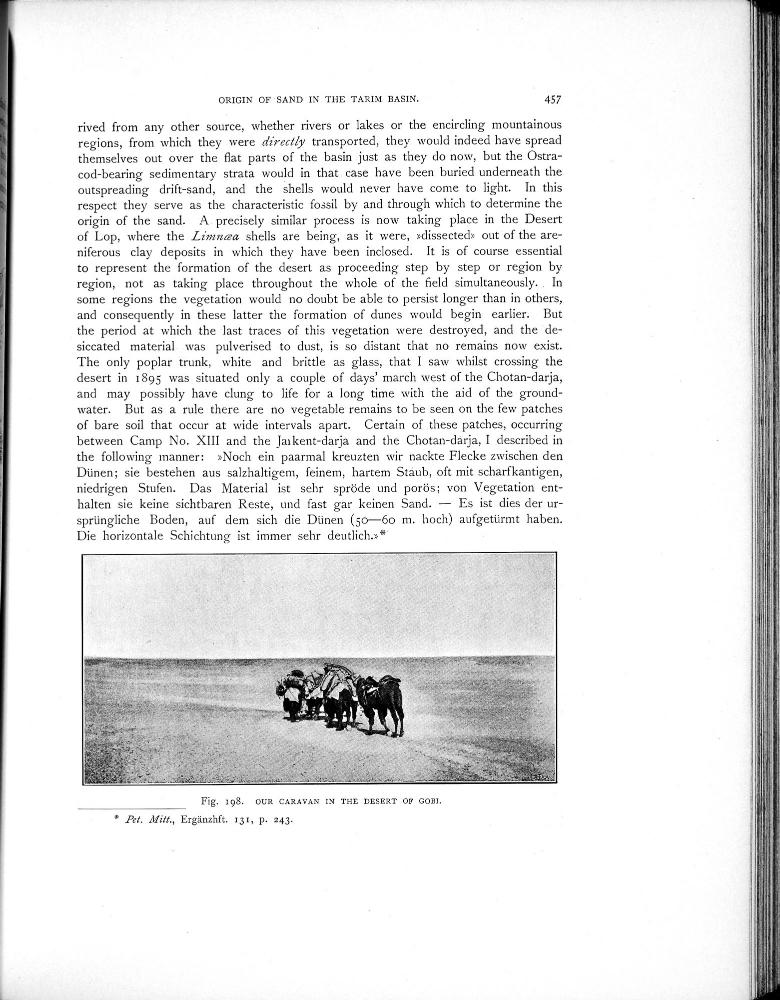 ORIGIN OF SAND IN THE TARIM BASIN. 457
rived from any other source, whether rivers or lakes or the encircling mountainous
regions, from which they were directly transported, they would indeed have spread
themselves out over the flat parts of the basin just as they do now, but the Ostra-
cod-bearing sedimentary strata would in that case have been buried underneath the
outspreading drift-sand, and the shells would never have come to light. In this
respect they serve as the characteristic fossil by and through which to determine the
origin of the sand. A precisely similar process is now taking place in the Desert
of Lop, where the Limnæa shells are being, as it were, »dissected» out of the are-
niferous clay deposits in which they have been inclosed. It is of course essential
to represent the formation of the desert as proceeding step by step or region by
region, not as taking place throughout the whole of the field simultaneously. In
some regions the vegetation would no doubt be able to persist longer than in others,
and consequently in these latter the formation of dunes would begin earlier. But
the period at which the last traces of this vegetation were destroyed, and the de-
siccated material was pulverised to dust, is so distant that no remains now exist.
The only poplar trunk, white and brittle as glass, that I saw whilst crossing the
desert in 1895 was situated only a couple of days' march west of the Chotan-darja,
and may possibly have clung to life for a long time with the aid of the ground-
water. But as a rule there are no vegetable remains to be seen on the few patches
of bare soil that occur at wide intervals apart. Certain of these patches, occurring
between Camp No. XIII and the Jarkent-darja and the Chotan-darja, I described in
the following manner: »Noch ein paarmal kreuzten wir nackte Flecke zwischen den
Dünen; sie bestehen aus salzhaltigem, feinem, hartem Staub, oft mit scharfkantigen,
niedrigen Stufen. Das Material ist sehr spröde und porös; von Vegetation ent-
halten sie keine sichtbaren Reste, und fast gar keinen Sand. — Es ist dies der ur-
sprüngliche Boden, auf dem sich die Dünen (50—60 m. hoch) aufgetürmt haben.
Die horizontale Schichtung ist immer sehr deutlich.»*
Fig. 198. OUR CARAVAN IN THE DESERT OF GOBI.
* Pet. Mitt., Ergänzhft. 131, p. 243.